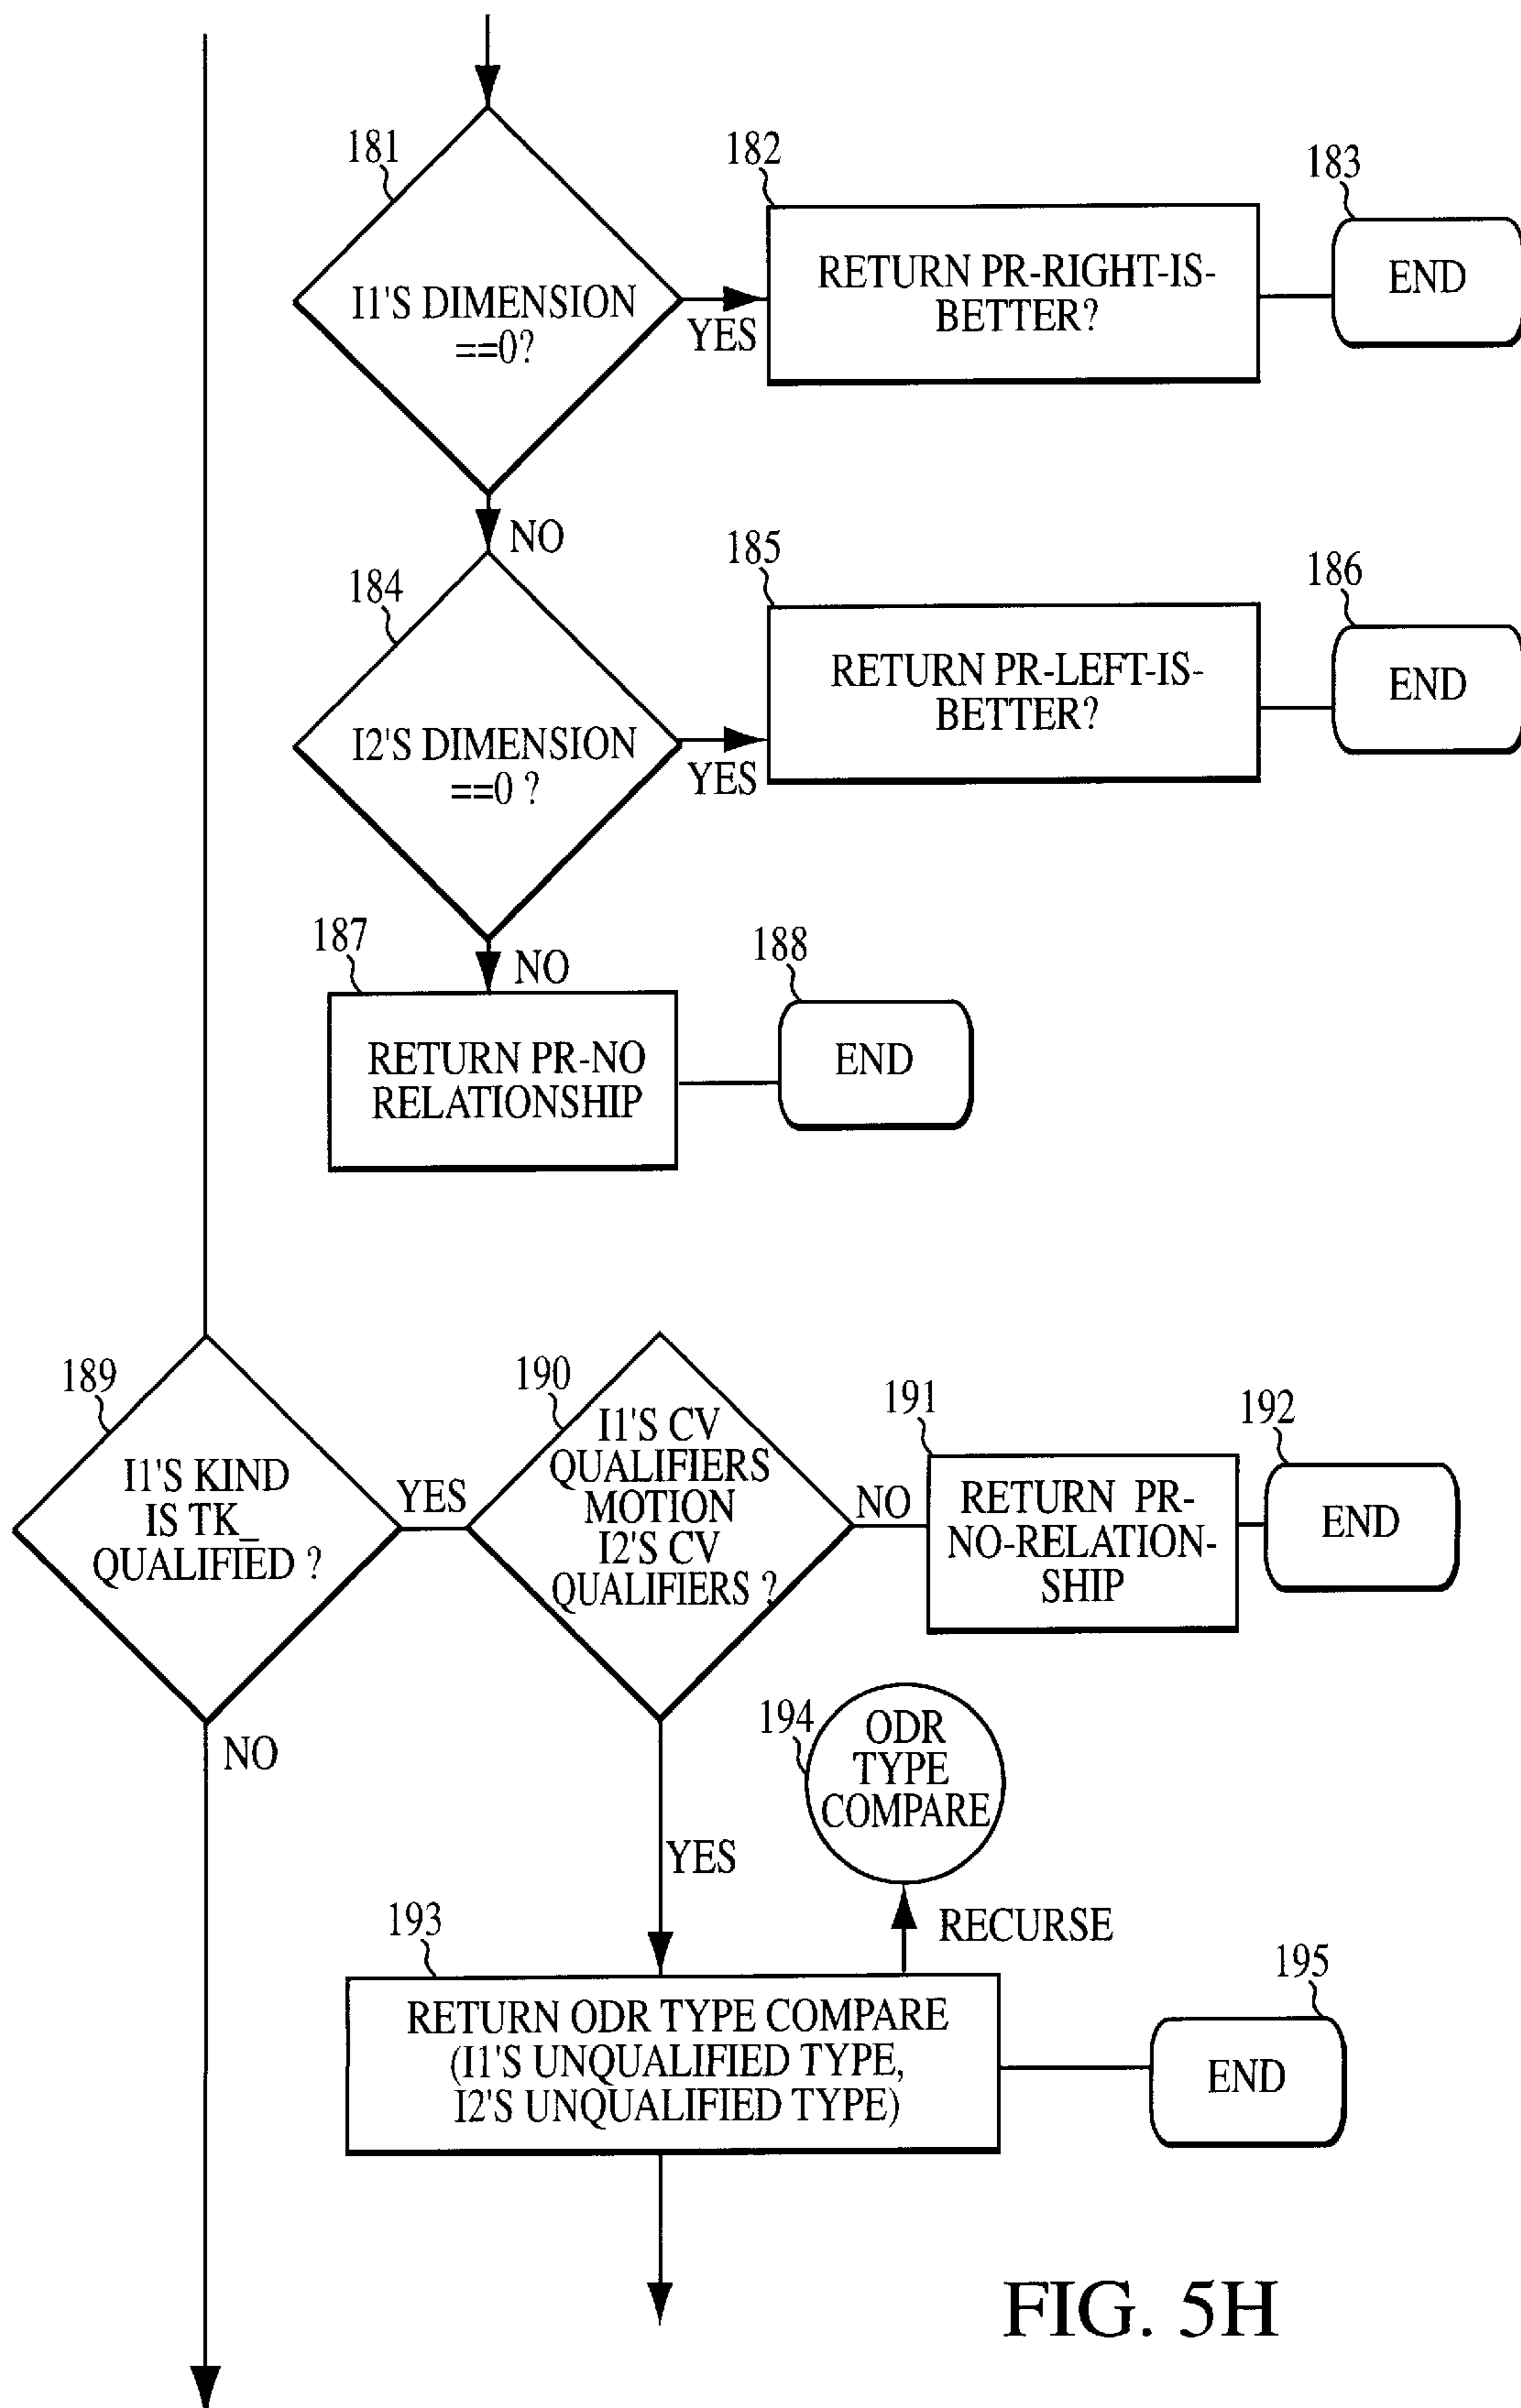 181
I1'S DIMENSION
==0?
YES
182
RETURN PR-RIGHT-IS-
BETTER?
183
END
NO
184
I2'S DIMENSION
==0 ?
YES
185
RETURN PR-LEFT-IS-
BETTER?
186
END
NO
187
RETURN PR-NO
RELATIONSHIP
188
END
189
I1'S KIND
IS TK_
QUALIFIED ?
YES
190
I1'S CV
QUALIFIERS
MOTION
I2'S CV
QUALIFIERS ?
NO
191
RETURN PR-
NO-RELATION-
SHIP
192
END
NO
YES
194
ODR
TYPE
COMPARE
RECURSE
193
RETURN ODR TYPE COMPARE
(I1'S UNQUALIFIED TYPE,
I2'S UNQUALIFIED TYPE)
195
END
FIG. 5H